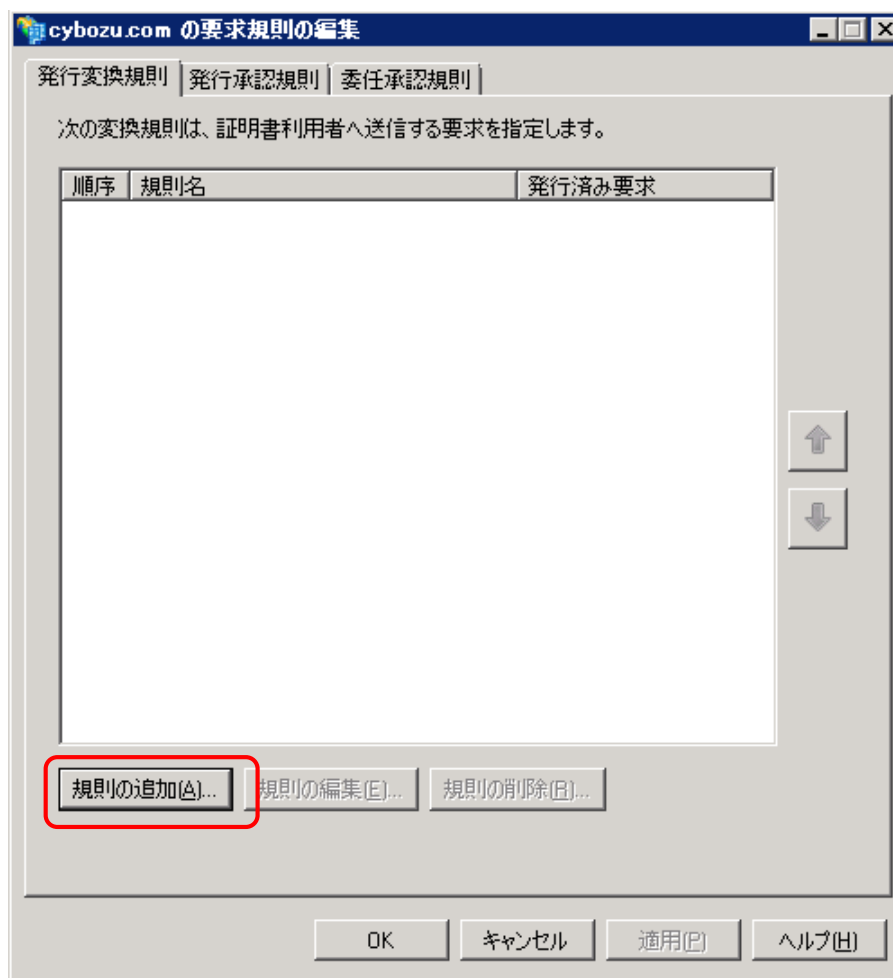 cybozu.com の要求規則の編集
発行変換規則 発行承認規則 委任承認規則
次の変換規則は、証明書利用者へ送信する要求を指定します。
順序 規則名 発行済み要求
規則の追加(A)... 規則の編集(E)... 規則の削除(R)...
OK キャンセル 適用(P) ヘルプ(H)